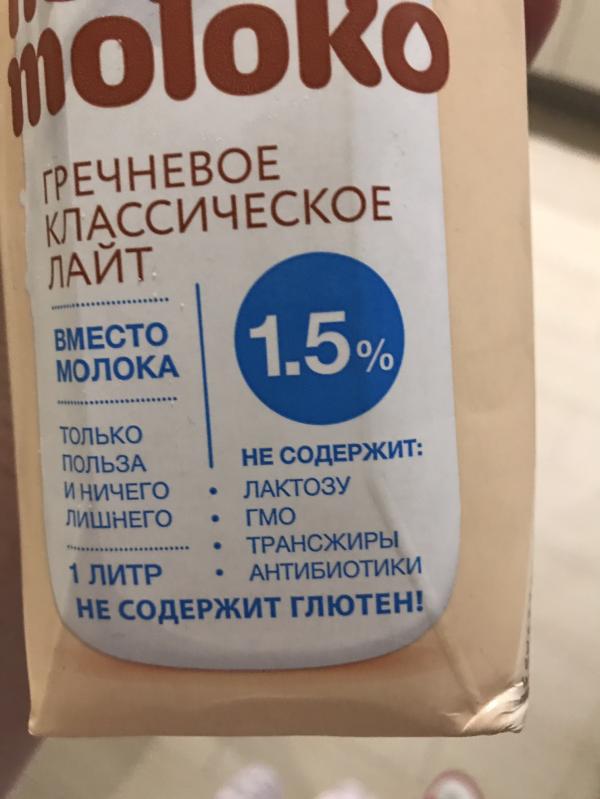 moloko
ГРЕЧНЕВОЕ
КЛАССИЧЕСКОЕ
ЛАЙТ
ВМЕСТО
МОЛОКА
ТОЛЬКО
ПОЛЬЗА
И НИЧЕГО
ЛИШНЕГО
1 ЛИТР
1.5%
НЕ СОДЕРЖИТ:
• ЛАКТОЗУ
• ГМО
• ТРАНСЖИРЫ
• АНТИБИОТИКИ
НЕ СОДЕРЖИТ ГЛЮТЕН!